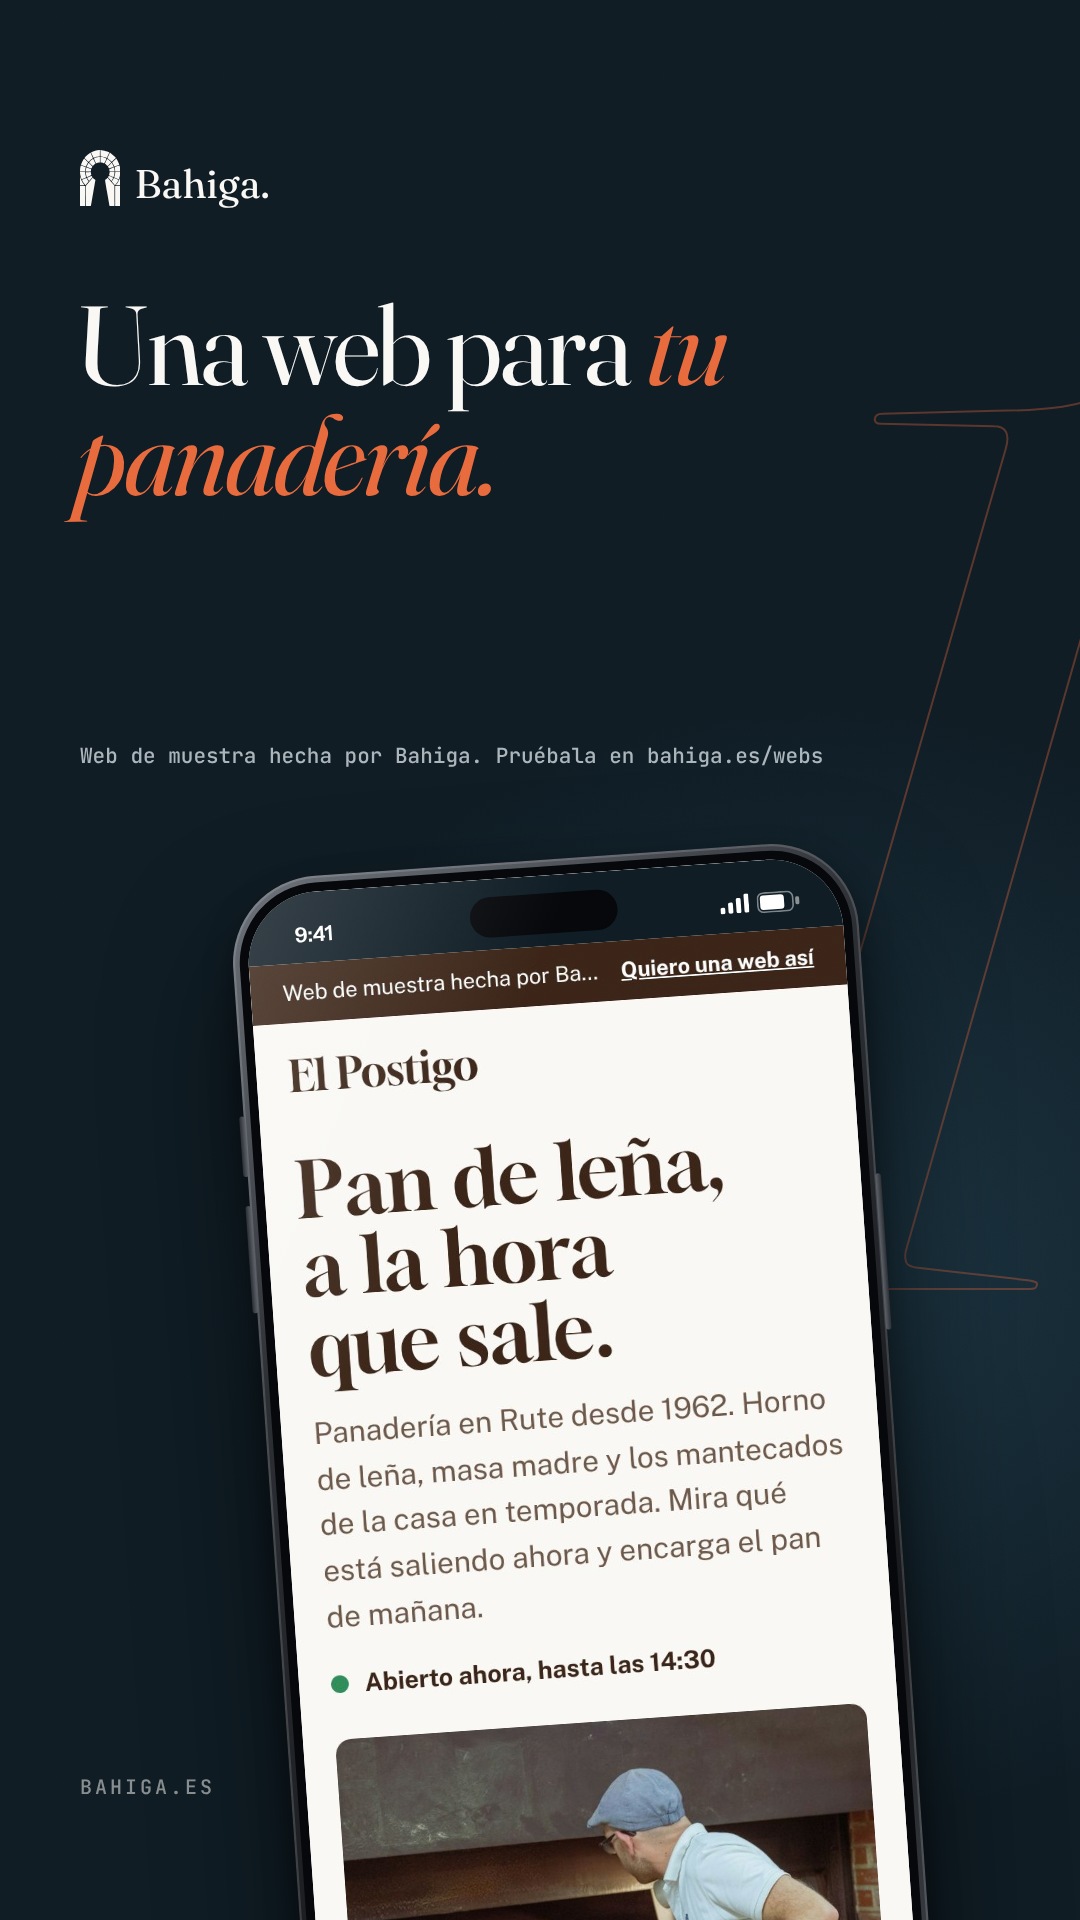 Bahiga.
Una web para tu
panadería.
Web de muestra hecha por Bahiga. Pruébala en bahiga.es/webs
9:41
Web de muestra hecha por Ba... Quiero una web así
El Postigo
Pan de leña,
a la hora
que sale.
Panadería en Rute desde 1962. Horno
de leña, masa madre y los mantecados
de la casa en temporada. Mira qué
está saliendo ahora y encarga el pan
de mañana.
Abierto ahora, hasta las 14:30
BAHIGA.ES